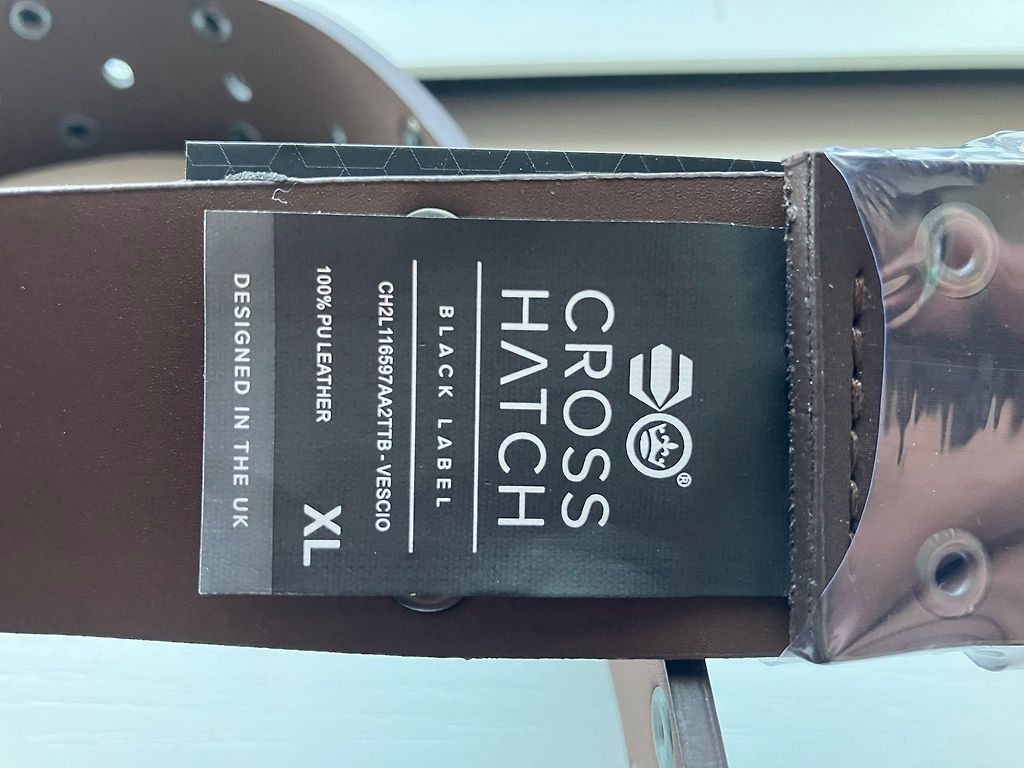 ®
CROSS
HATCH
BLACK LABEL
CH2L116597AA2TTB - VESCIO
100% PU LEATHER
XL
DESIGNED IN THE UK